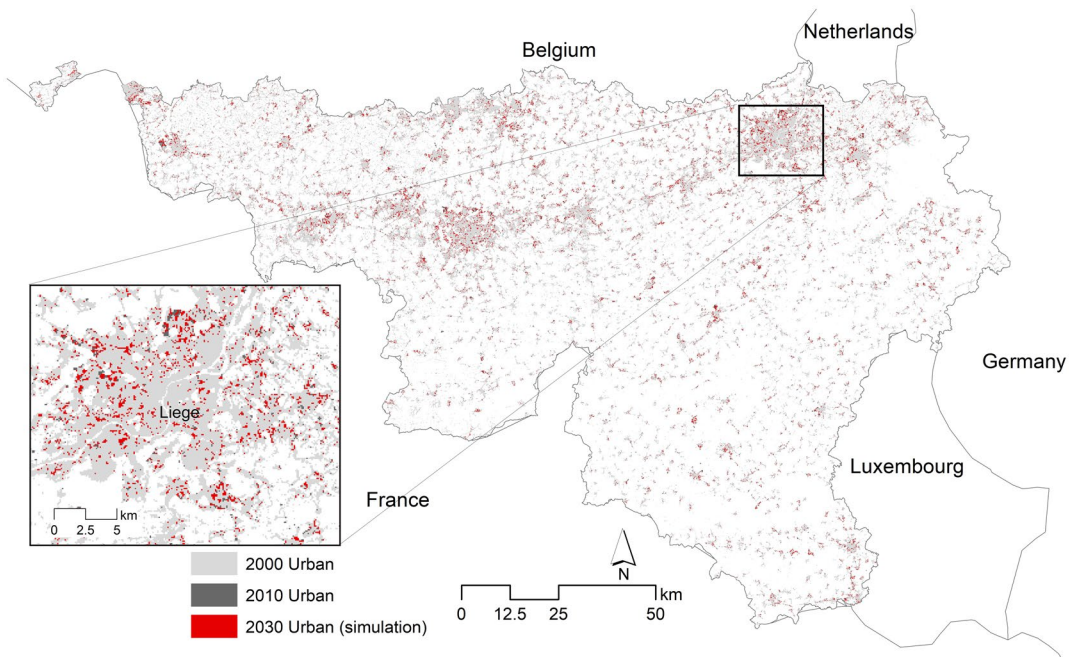 Netherlands
Belgium
Germany
Liege
Luxembourg
France
km
0 2.5 5
2000 Urban
N
2010 Urban
km
0 12.5 25 50
2030 Urban (simulation)